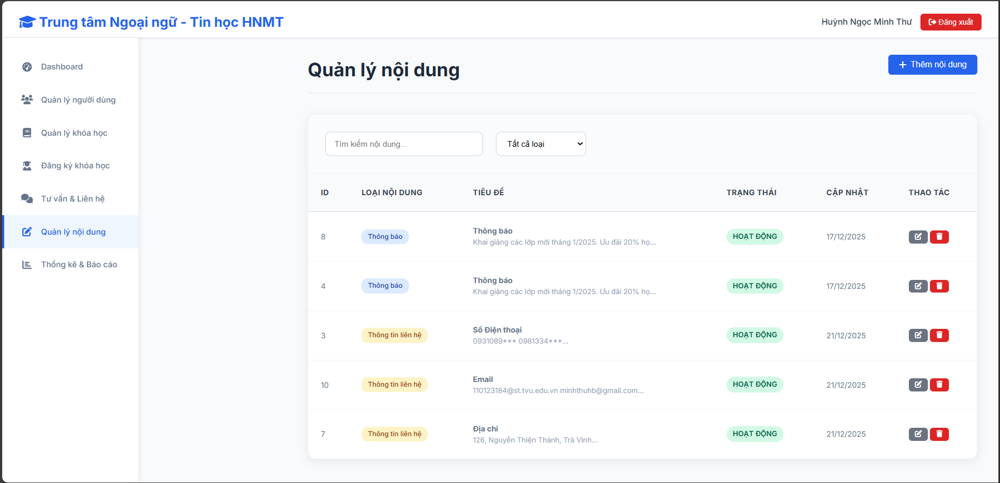 Trung tâm Ngoại ngữ - Tin học HNMT
Huỳnh Ngọc Minh Thư
Đăng xuất
Dashboard
Quản lý người dùng
Quản lý khóa học
Đăng ký khóa học
Tư vấn & Liên hệ
Quản lý nội dung
Thống kê & Báo cáo
Quản lý nội dung
+ Thêm nội dung
Tìm kiếm nội dung...
Tất cả loại
ID LOẠI NỘI DUNG TIÊU ĐỀ TRẠNG THÁI CẬP NHẬT THAO TÁC
8 Thông báo Thông báo HOẠT ĐỘNG 17/12/2025
Khai giảng các lớp mới tháng 1/2025. Ưu đãi 20% họ...
4 Thông báo Thông báo HOẠT ĐỘNG 17/12/2025
Khai giảng các lớp mới tháng 1/2025. Ưu đãi 20% họ...
3 Thông tin liên hệ Số Điện thoại HOẠT ĐỘNG 21/12/2025
0931089*** 0981334***...
10 Thông tin liên hệ Email HOẠT ĐỘNG 21/12/2025
110123184@st.tvu.edu.vn minhthuhb@gmail.com...
7 Thông tin liên hệ Địa chỉ HOẠT ĐỘNG 21/12/2025
126, Nguyễn Thiện Thành, Trà Vinh...